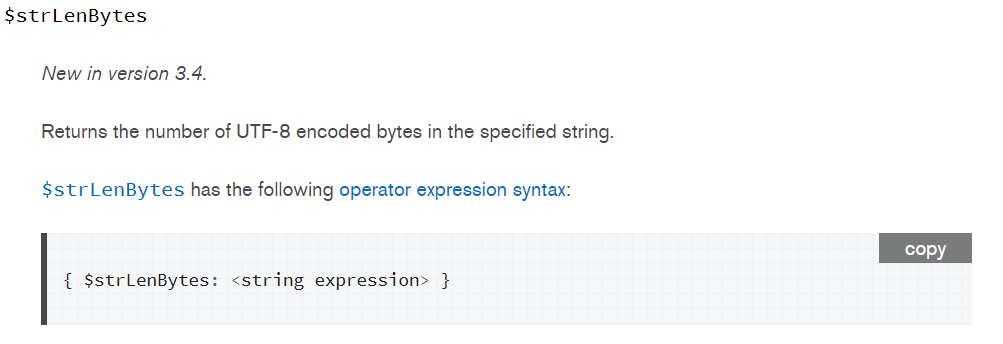 $strLenBytes
New in version 3.4.
Returns the number of UTF-8 encoded bytes in the specified string.
$strLenBytes has the following operator expression syntax:
copy
{ $strLenBytes: <string expression> }